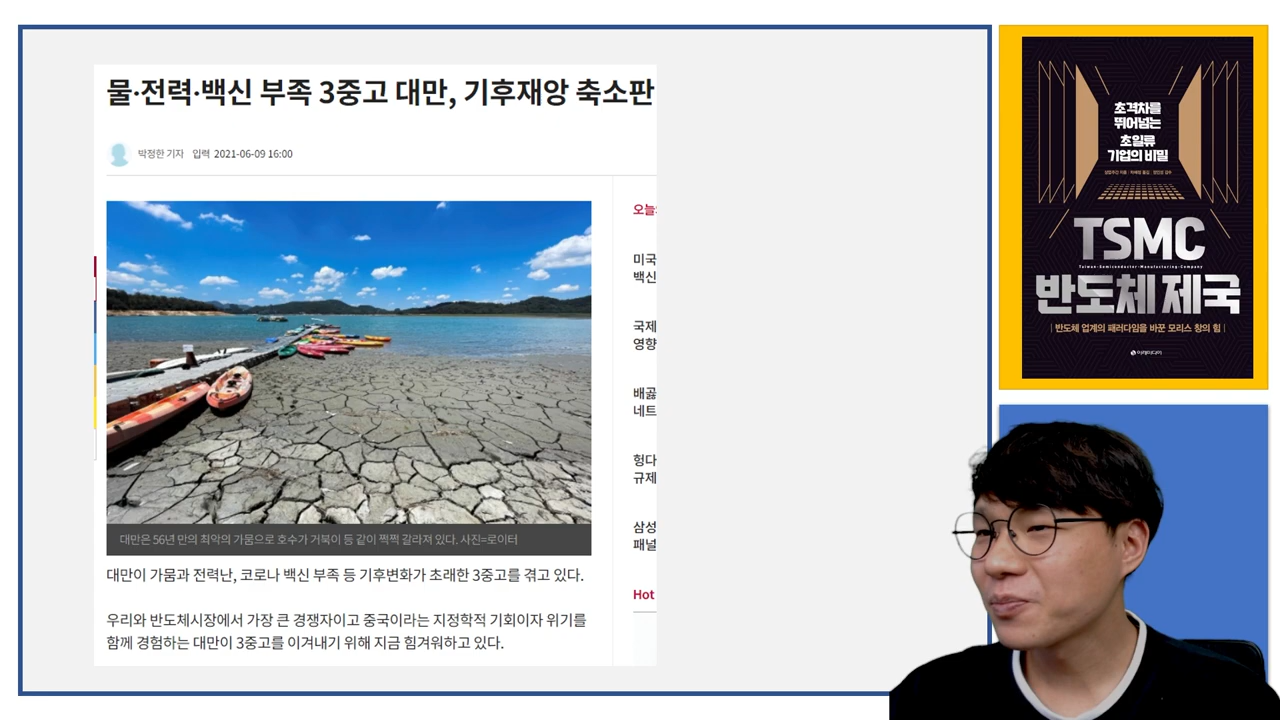 물·전력·백신 부족 3중고 대만, 기후재앙 축소판
박정한 기자 입력 2021-06-09 16:00
대만은 56년 만의 최악의 가뭄으로 호수가 거북이 등 같이 쩍쩍 갈라져 있다. 사진=로이터
대만이 가뭄과 전력난, 코로나 백신 부족 등 기후변화가 초래한 3중고를 겪고 있다.
우리와 반도체시장에서 가장 큰 경쟁자이고 중국이라는 지정학적 기회이자 위기를
함께 경험하는 대만이 3중고를 이겨내기 위해 지금 힘겨워하고 있다.
미국
백신
국제
영향
배곯
네트
헝다
규제
삼성
패널
Hot
초격차를
뛰어넘는
초일류
기업의 비밀
TSMC
Taiwan·Semiconductor·Manufacturing·Company
반도체 제국
반도체 업계의 패러다임을 바꾼 모리스 창의 힘
이레미디어